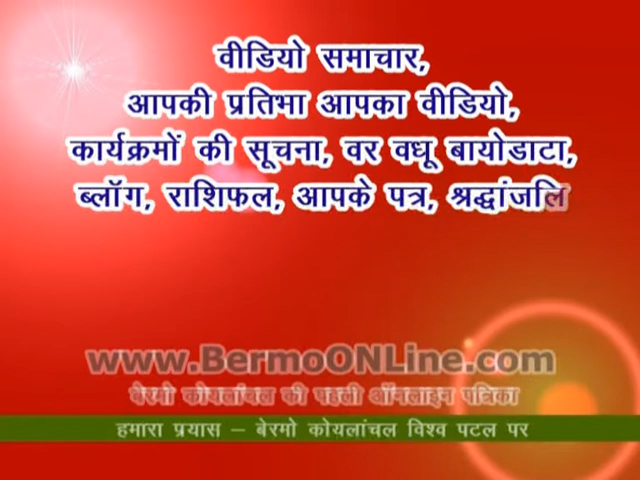 वीडियो समाचार,
आपकी प्रतिभा आपका वीडियो,
कार्यक्रमों की सूचना, वर वधू बायोडाटा,
ब्लॉग, राशिफल, आपके पत्र, श्रद्धांजलि
www.BermoONLine.com
बेरमो कोयलांचल की पहली ऑनलाइन पत्रिका
हमारा प्रयास – बेरमो कोयलांचल विश्व पटल पर